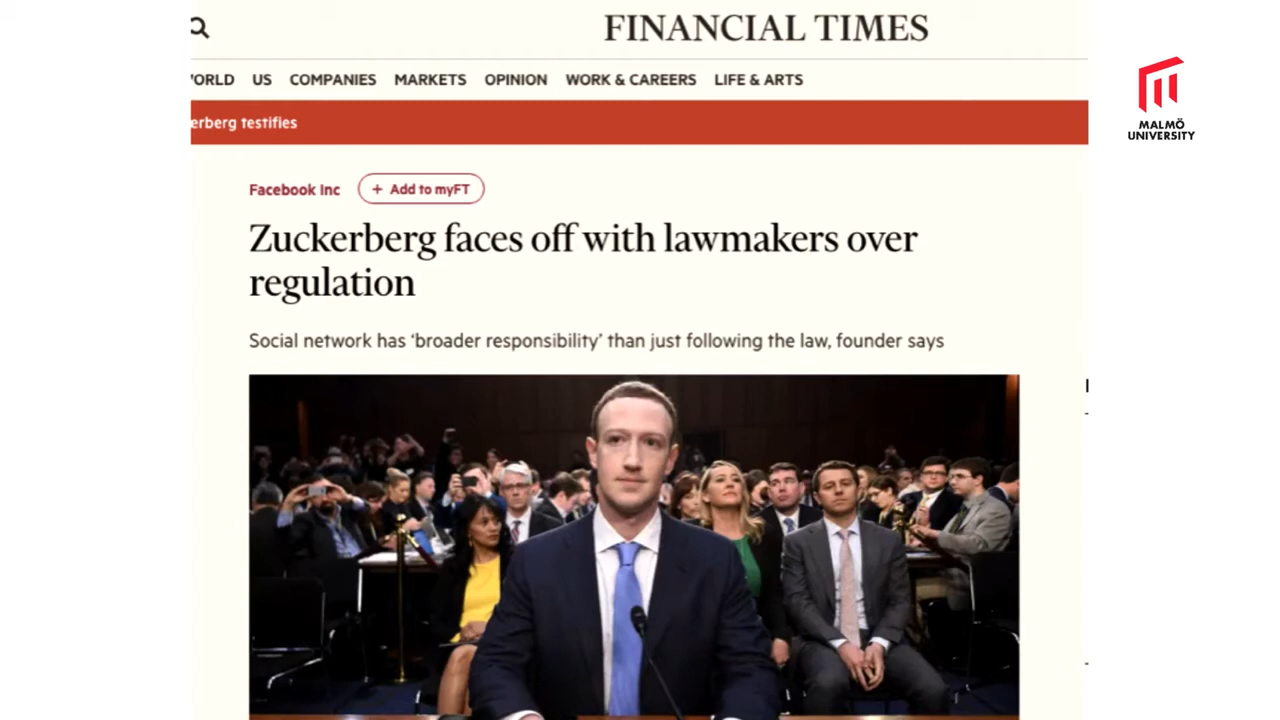 FINANCIAL TIMES
ORLD US COMPANIES MARKETS OPINION WORK & CAREERS LIFE & ARTS
erberg testifies
MALMÖ
UNIVERSITY
Facebook Inc + Add to myFT
Zuckerberg faces off with lawmakers over
regulation
Social network has ‘broader responsibility’ than just following the law, founder says